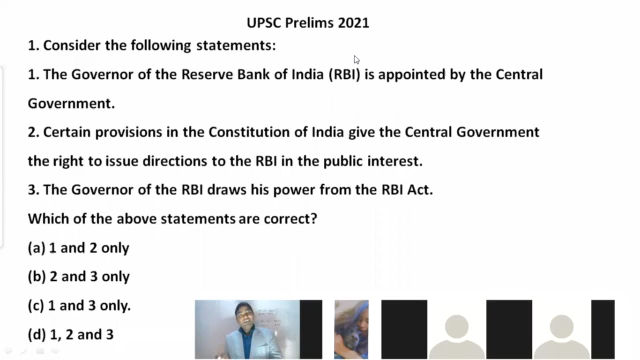 UPSC Prelims 2021
1. Consider the following statements:
1. The Governor of the Reserve Bank of India (RBI) is appointed by the Central
Government.
2. Certain provisions in the Constitution of India give the Central Government
the right to issue directions to the RBI in the public interest.
3. The Governor of the RBI draws his power from the RBI Act.
Which of the above statements are correct?
(a) 1 and 2 only
(b) 2 and 3 only
(c) 1 and 3 only.
(d) 1, 2 and 3